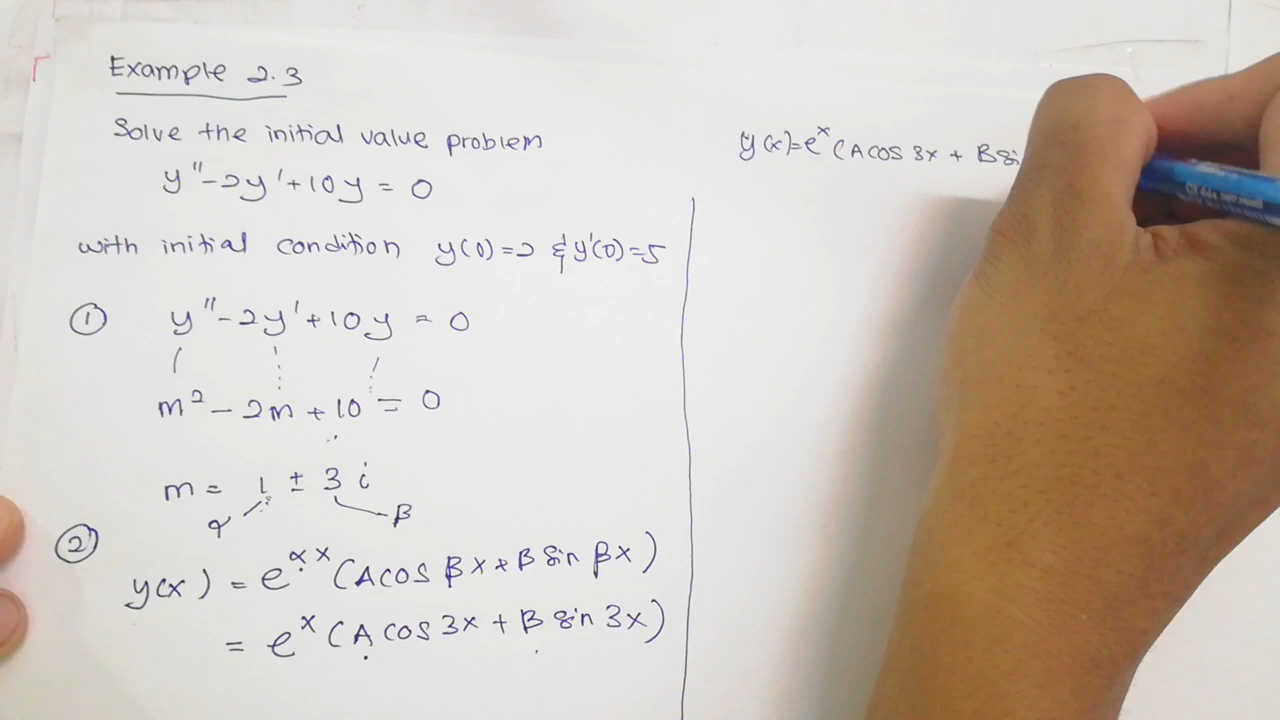 Example 2.3
Solve the initial value problem
y'' - 2y' + 10y = 0
with initial condition y(0)=2 & y'(0)=5
① y'' - 2y' + 10y = 0
m² - 2m + 10 = 0
m = 1 ± 3i
α β
② y(x) = e^αx (A cos βx + B sin βx)
= e^x (A cos 3x + B sin 3x)
y(x) = e^x (A cos 3x + B si